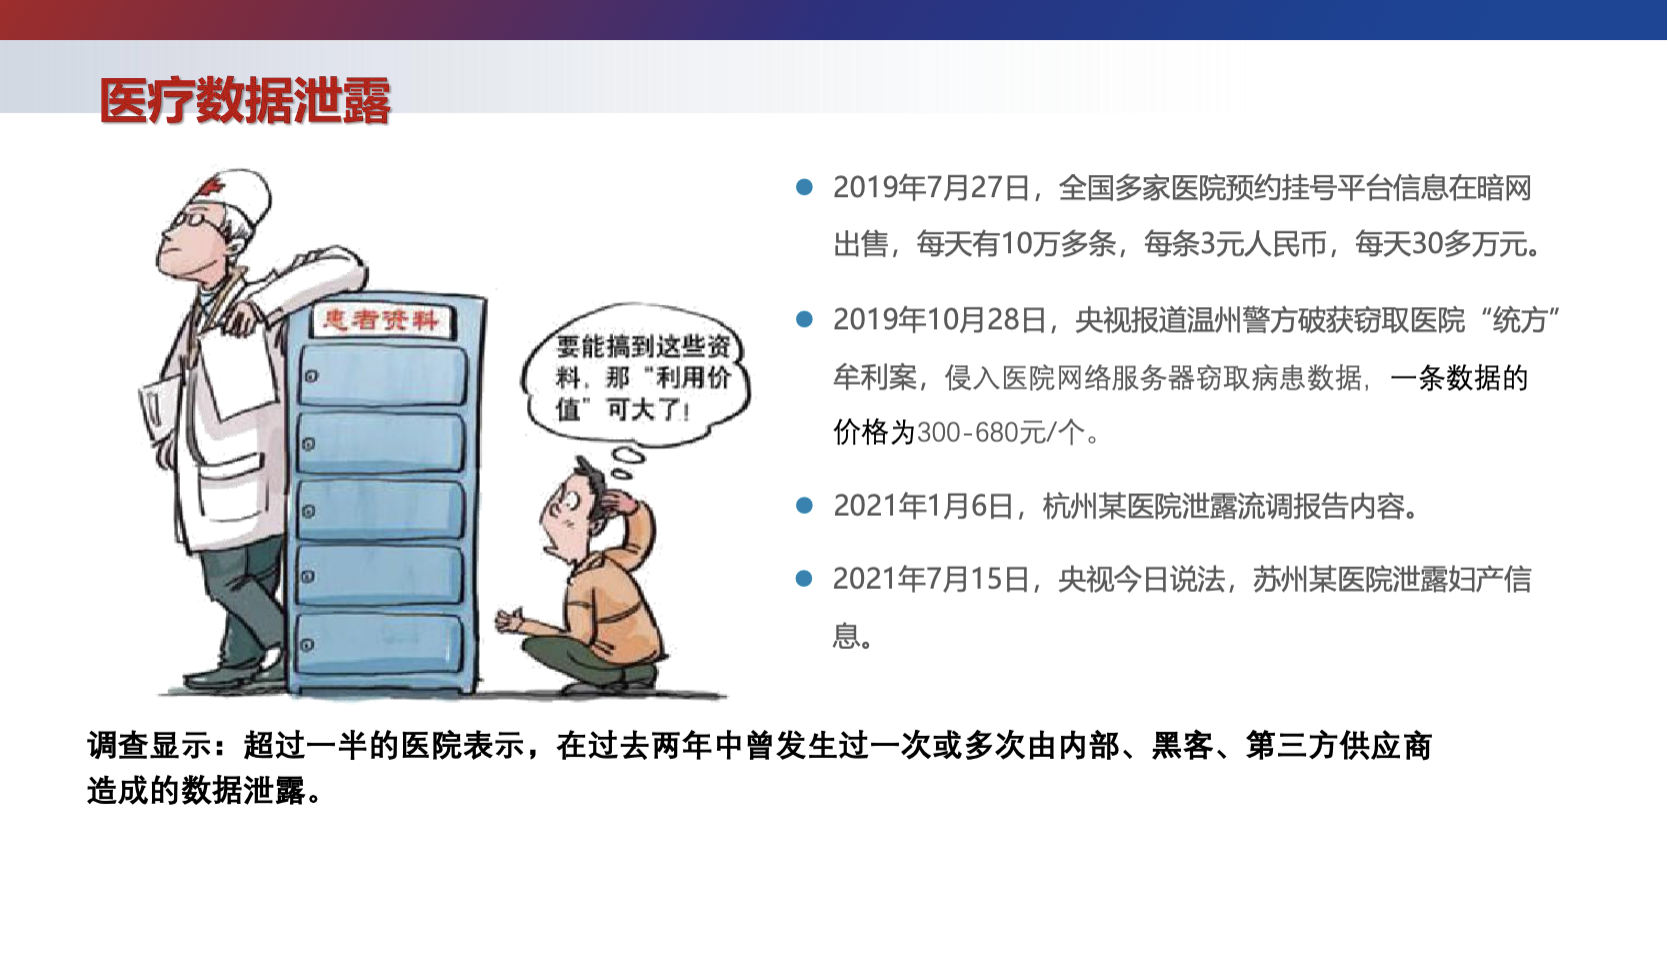 医疗数据泄露
患者资料
要能搞到这些资
料，那“利用价
值”可大了！
2019年7月27日，全国多家医院预约挂号平台信息在暗网
出售，每天有10万多条，每条3元人民币，每天30多万元。
2019年10月28日，央视报道温州警方破获窃取医院“统方”
牟利案，侵入医院网络服务器窃取病患数据，一条数据的
价格为300-680元/个。
2021年1月6日，杭州某医院泄露流调报告内容。
2021年7月15日，央视今日说法，苏州某医院泄露妇产信
息。
调查显示：超过一半的医院表示，在过去两年中曾发生过一次或多次由内部、黑客、第三方供应商
造成的数据泄露。